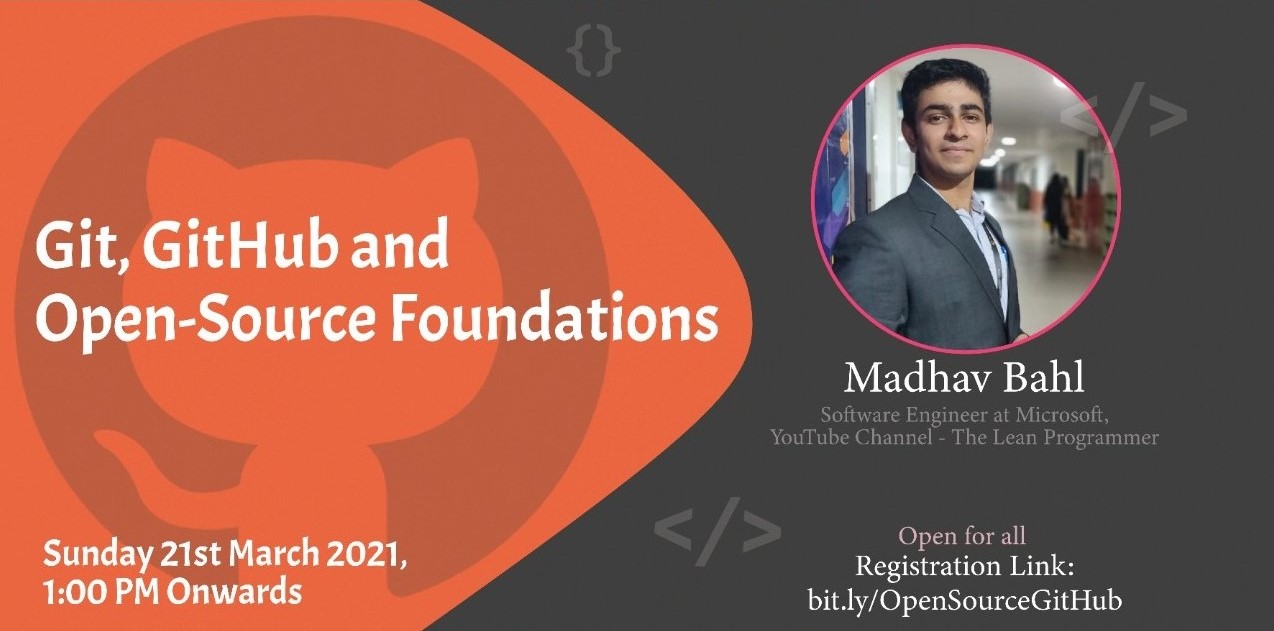 Git, GitHub and
Open-Source Foundations
Sunday 21st March 2021,
1:00 PM Onwards
{}
</>
Madhav Bahl
Software Engineer at Microsoft,
YouTube Channel - The Lean Programmer
</>
Open for all
Registration Link:
bit.ly/OpenSourceGitHub